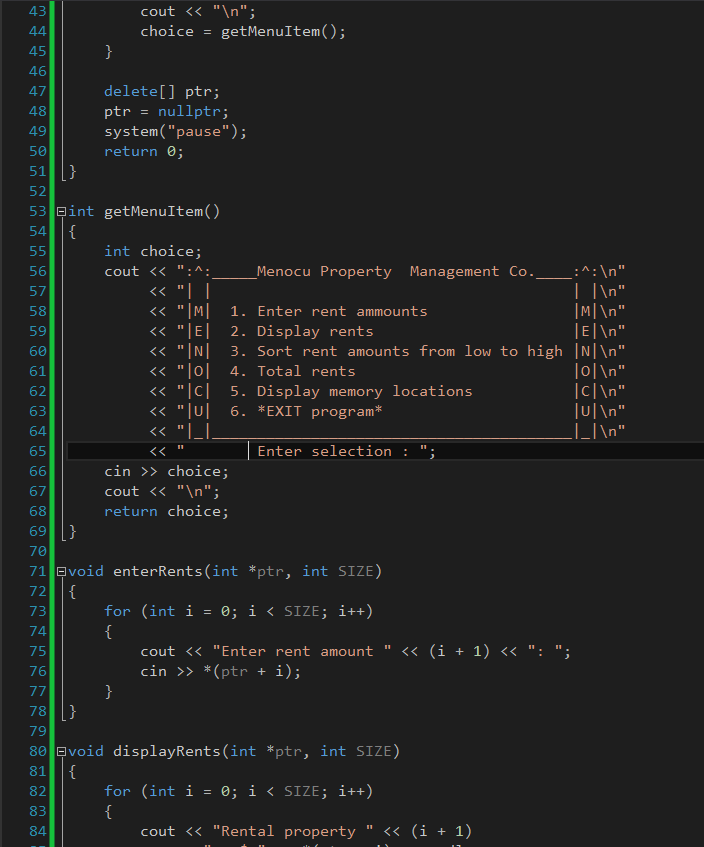 43         cout << "\n";
44         choice = getMenuItem();
45     }
46
47     delete[] ptr;
48     ptr = nullptr;
49     system("pause");
50     return 0;
51 }
52
53 int getMenuItem()
54 {
55     int choice;
56     cout << ":^:_____Menocu Property  Management Co.____:^:\n"
57          << "| |                                        | |\n"
58          << "|M|  1. Enter rent ammounts                |M|\n"
59          << "|E|  2. Display rents                      |E|\n"
60          << "|N|  3. Sort rent amounts from low to high |N|\n"
61          << "|O|  4. Total rents                        |O|\n"
62          << "|C|  5. Display memory locations           |C|\n"
63          << "|U|  6. *EXIT program*                     |U|\n"
64          << "|_|________________________________________|_|\n"
65          << "        Enter selection : ";
66     cin >> choice;
67     cout << "\n";
68     return choice;
69 }
70
71 void enterRents(int *ptr, int SIZE)
72 {
73     for (int i = 0; i < SIZE; i++)
74     {
75         cout << "Enter rent amount " << (i + 1) << ": ";
76         cin >> *(ptr + i);
77     }
78 }
79
80 void displayRents(int *ptr, int SIZE)
81 {
82     for (int i = 0; i < SIZE; i++)
83     {
84         cout << "Rental property " << (i + 1)